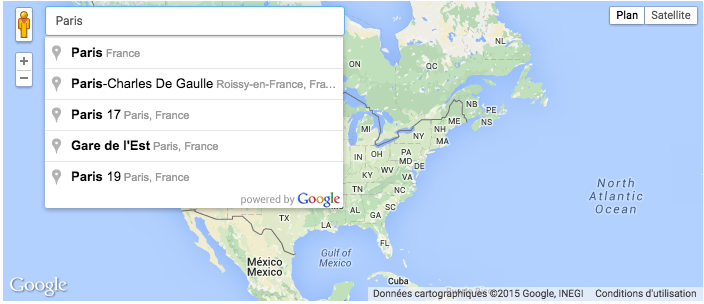 Paris
Plan Satellite
Paris France
Paris-Charles De Gaulle Roissy-en-France, Fra...
Paris 17 Paris, France
Gare de l'Est Paris, France
Paris 19 Paris, France
powered by Google
+
−
ON
QC
NB
PE
NS
ME
MI
NY
NH
MA
PA
OH
IN
IL
MD
WV
VA
KY
NC
TN
SC
AL
GA
LA
TX
FL
North
Atlantic
Ocean
Gulf of
Mexico
México
Mexico
Cuba
Puerto Rico
Google
Données cartographiques ©2015 Google, INEGI Conditions d'utilisation